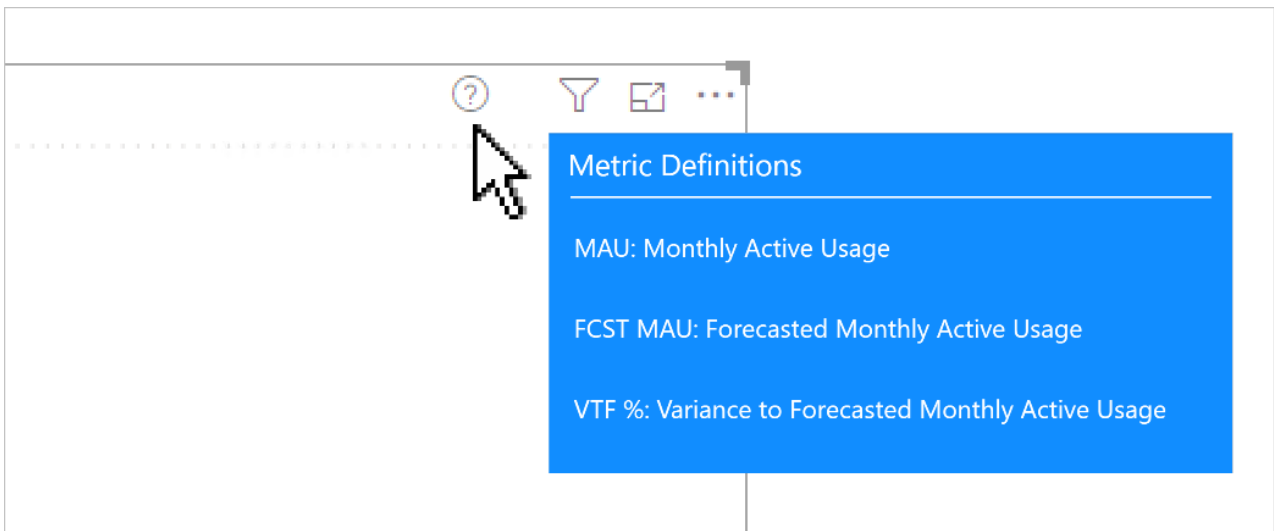 ?
Metric Definitions
MAU: Monthly Active Usage
FCST MAU: Forecasted Monthly Active Usage
VTF %: Variance to Forecasted Monthly Active Usage